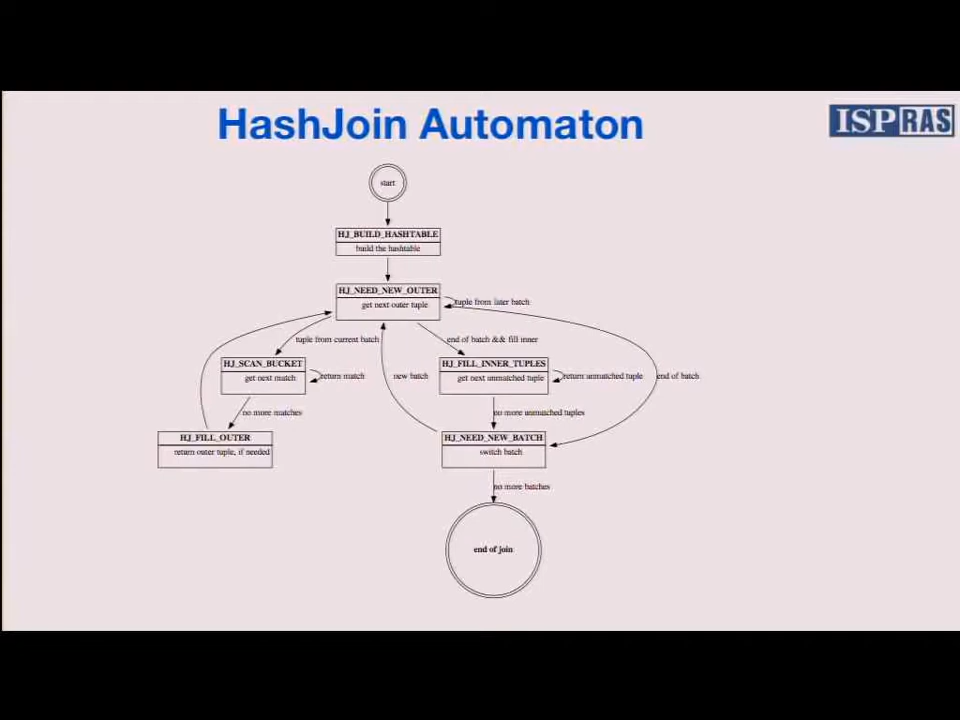 HashJoin Automaton
ISP RAS
start
HJ_BUILD_HASHTABLE
build the hashtable
HJ_NEED_NEW_OUTER
get next outer tuple
tuple from later batch
tuple from current batch
end of batch && fill inner
HJ_SCAN_BUCKET
get next match
return match
new batch
HJ_FILL_INNER_TUPLES
get next unmatched tuple
return unmatched tuple
end of batch
no more matches
no more unmatched tuples
HJ_FILL_OUTER
return outer tuple, if needed
HJ_NEED_NEW_BATCH
switch batch
no more batches
end of join